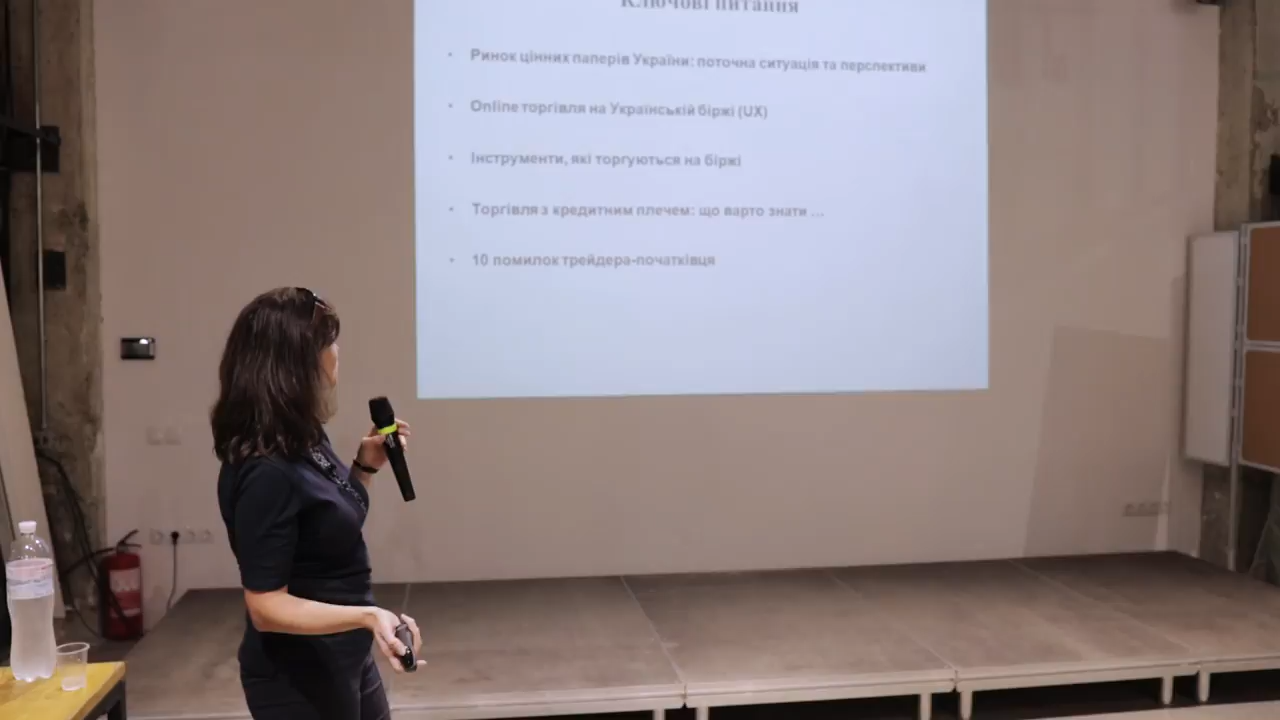 Ключові питання
• Ринок цінних паперів України: поточна ситуація та перспективи
• Online торгівля на Українській біржі (UX)
• Інструменти, які торгуються на біржі
• Торгівля з кредитним плечем: що варто знати ...
• 10 помилок трейдера-початківця